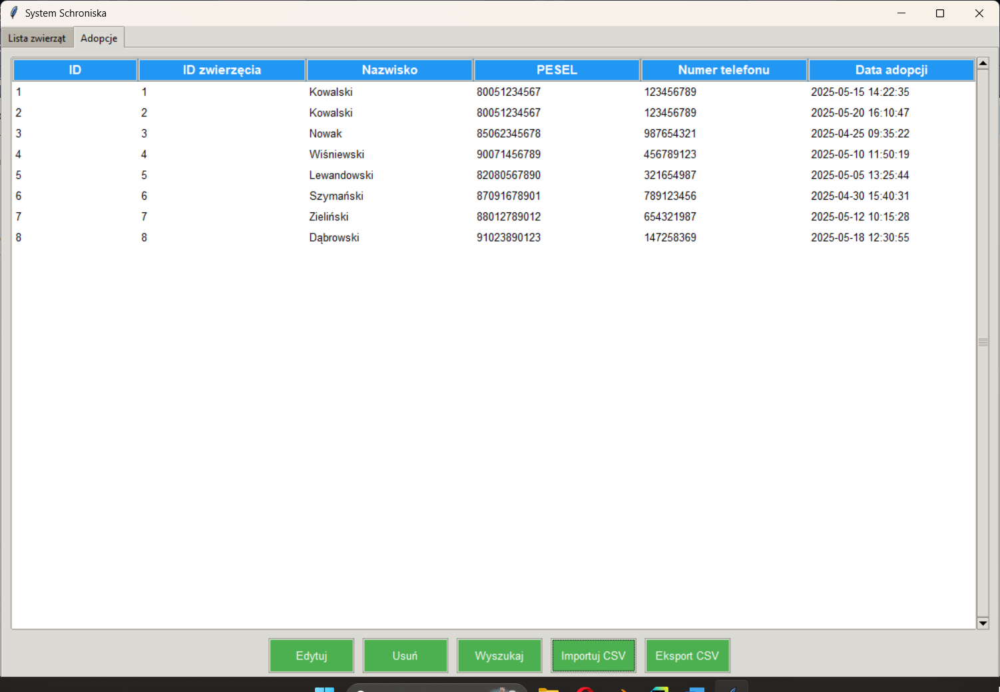 System Schroniska
Lista zwierząt Adopcje
ID ID zwierzęcia Nazwisko PESEL Numer telefonu Data adopcji
1 1 Kowalski 80051234567 123456789 2025-05-15 14:22:35
2 2 Kowalski 80051234567 123456789 2025-05-20 16:10:47
3 3 Nowak 85062345678 987654321 2025-04-25 09:35:22
4 4 Wiśniewski 90071456789 456789123 2025-05-10 11:50:19
5 5 Lewandowski 82080567890 321654987 2025-05-05 13:25:44
6 6 Szymański 87091678901 789123456 2025-04-30 15:40:31
7 7 Zieliński 88012789012 654321987 2025-05-12 10:15:28
8 8 Dąbrowski 91023890123 147258369 2025-05-18 12:30:55
Edytuj Usuń Wyszukaj Importuj CSV Eksport CSV